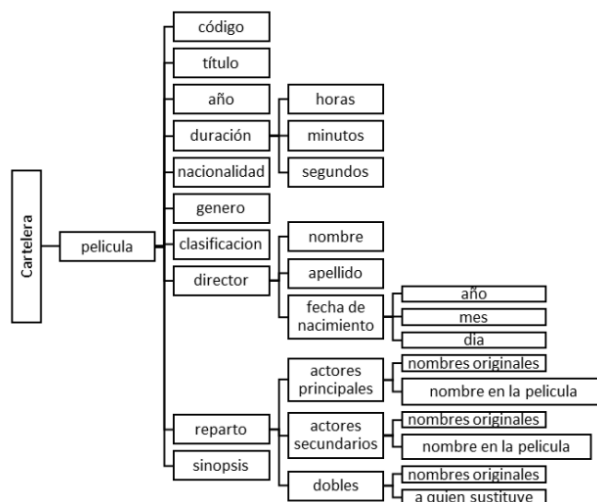 Cartelera
pelicula
código
título
año
duración
horas
minutos
segundos
nacionalidad
genero
clasificacion
director
nombre
apellido
fecha de
nacimiento
año
mes
dia
reparto
actores
principales
nombres originales
nombre en la pelicula
actores
secundarios
nombres originales
nombre en la pelicula
dobles
nombres originales
a quien sustituye
sinopsis